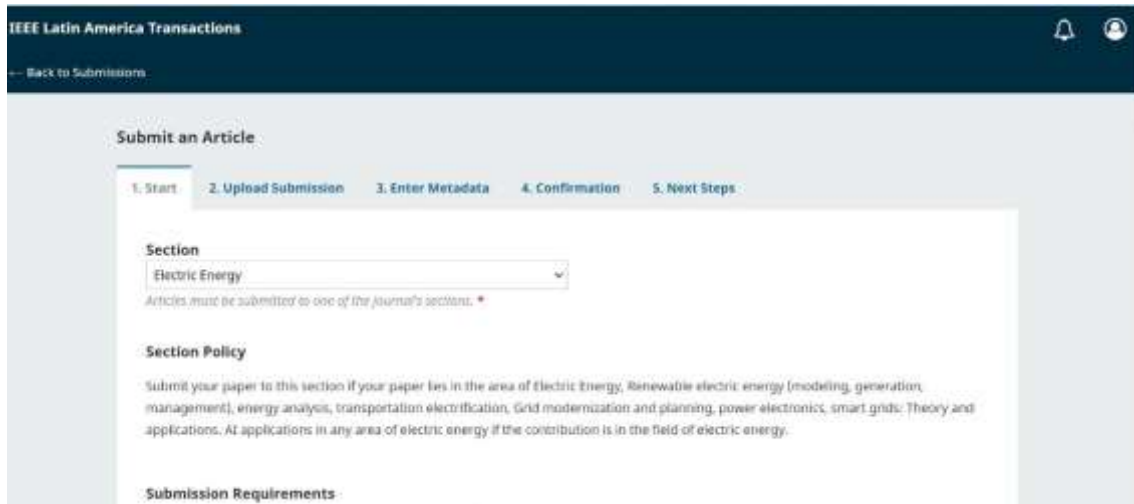 IEEE Latin America Transactions
← Back to Submissions
Submit an Article
1. Start 2. Upload Submission 3. Enter Metadata 4. Confirmation 5. Next Steps
Section
Electric Energy
Articles must be submitted to one of the journal's sections. *
Section Policy
Submit your paper to this section if your paper lies in the area of Electric Energy, Renewable electric energy (modeling, generation,
management), energy analysis, transportation electrification, Grid modernization and planning, power electronics, smart grids: Theory and
applications. AI applications in any area of electric energy if the contribution is in the field of electric energy.
Submission Requirements